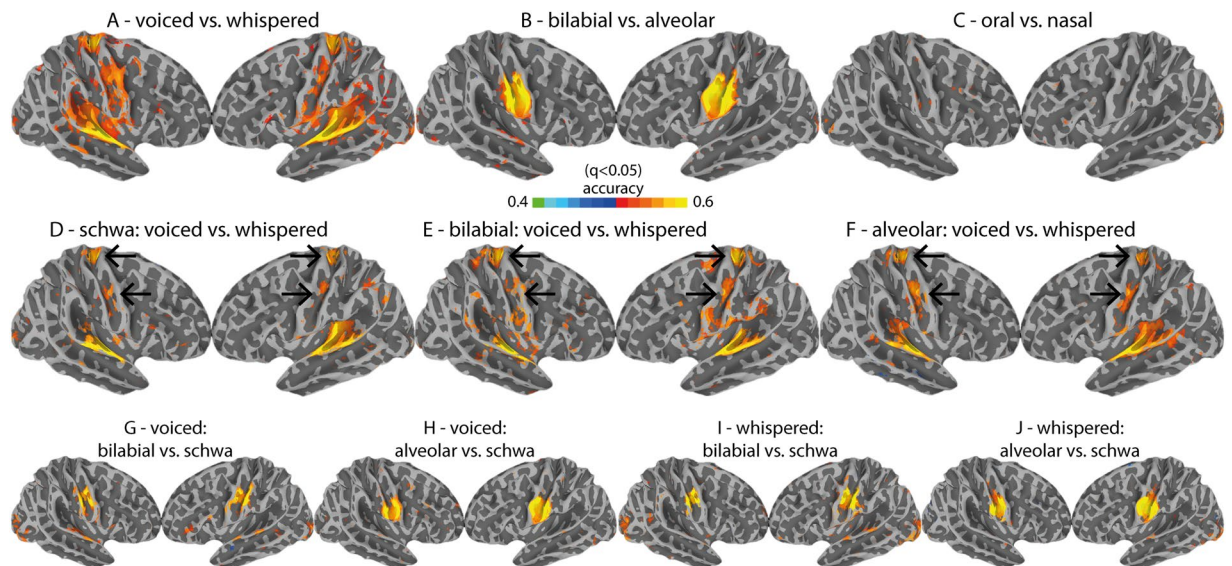 A - voiced vs. whispered
B - bilabial vs. alveolar
C - oral vs. nasal
(q<0.05)
accuracy
0.4 0.6
D - schwa: voiced vs. whispered
E - bilabial: voiced vs. whispered
F - alveolar: voiced vs. whispered
G - voiced:
bilabial vs. schwa
H - voiced:
alveolar vs. schwa
I - whispered:
bilabial vs. schwa
J - whispered:
alveolar vs. schwa